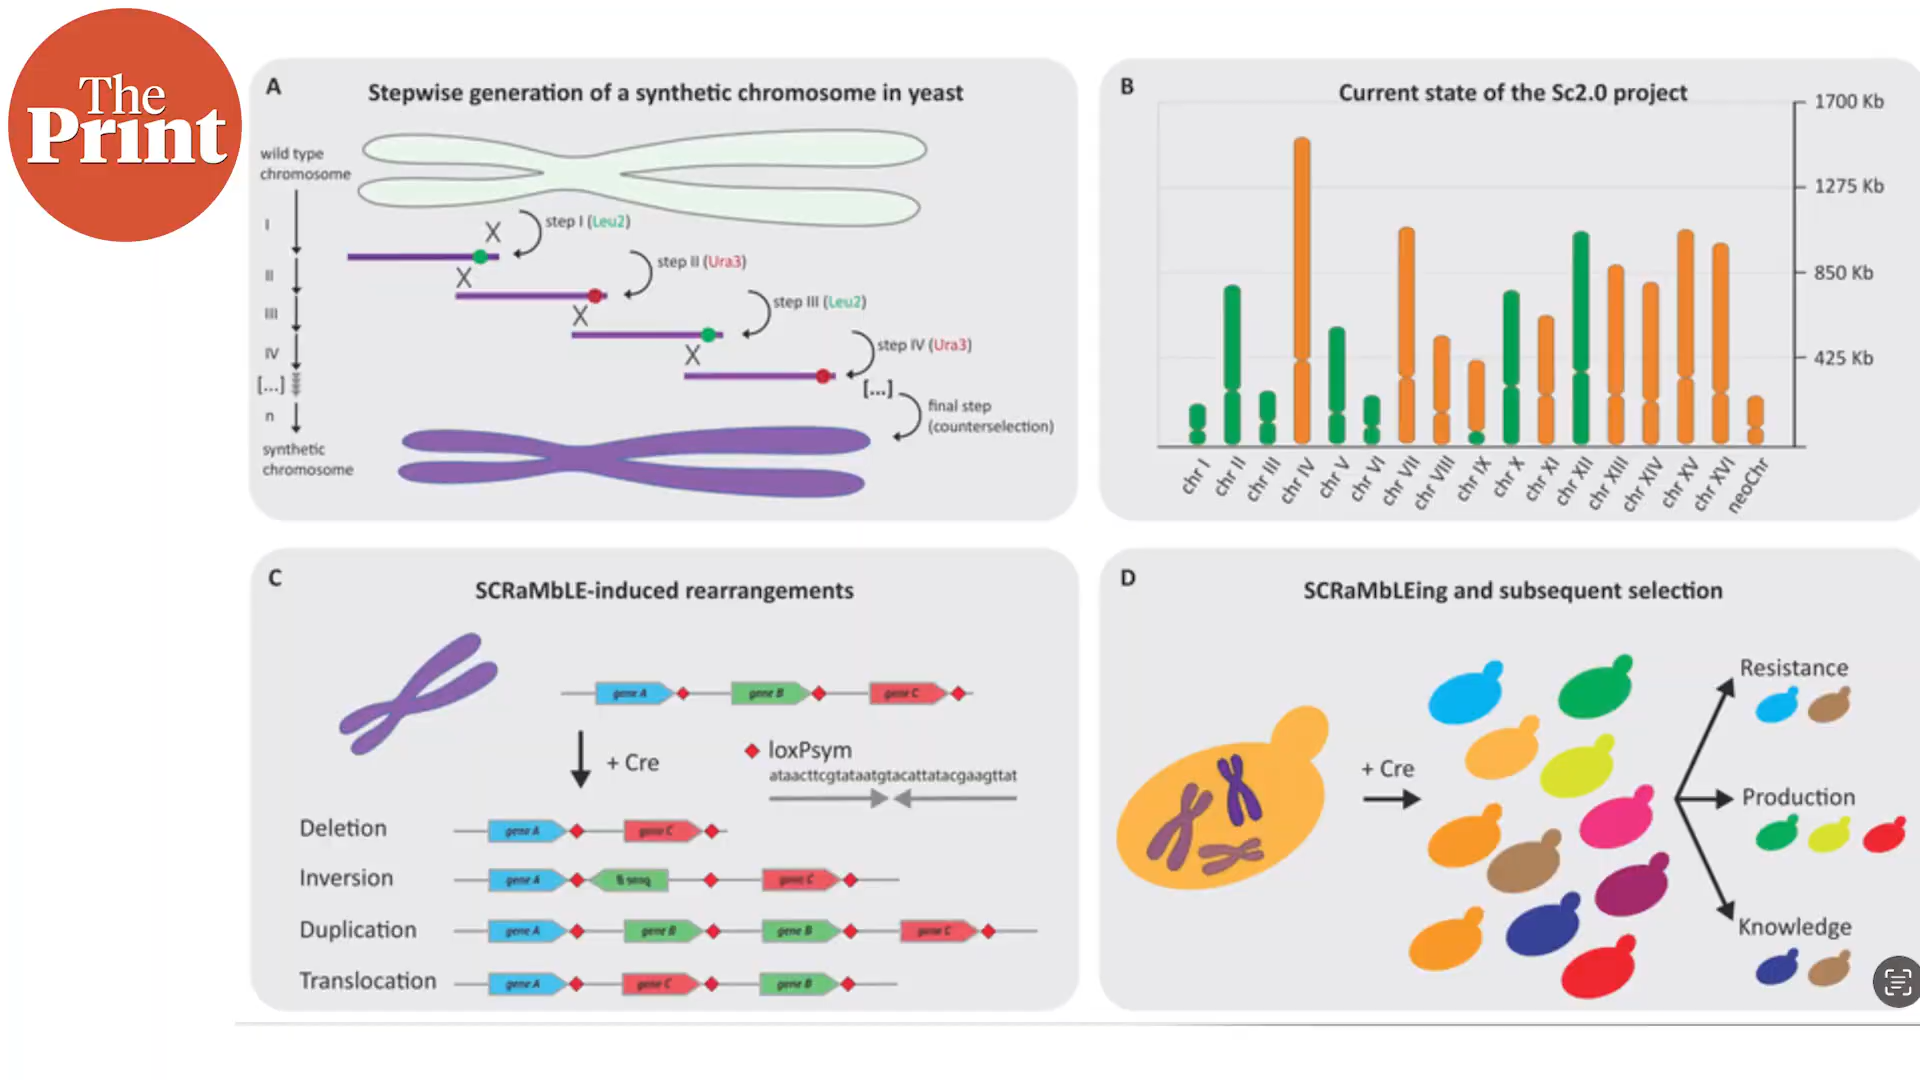 The
Print
A
Stepwise generation of a synthetic chromosome in yeast
wild type
chromosome
I
step I (Leu2)
X
II
step II (Ura3)
X
III
step III (Leu2)
X
IV
step IV (Ura3)
X
[...]
[...]
n
final step
(counterselection)
synthetic
chromosome
B
Current state of the Sc2.0 project
1700 Kb
1275 Kb
850 Kb
425 Kb
chr I
chr II
chr III
chr IV
chr V
chr VI
chr VII
chr VIII
chr IX
chr X
chr XI
chr XII
chr XIII
chr XIV
chr XV
chr XVI
neoChr
C
SCRaMbLE-induced rearrangements
gene A gene B gene C
+ Cre
loxPsym
ataacttcgtataatgtacattatacgaagttat
Deletion gene A gene C
Inversion gene A gene B gene C
Duplication gene A gene B gene B gene C
Translocation gene A gene C gene B
D
SCRaMbLEing and subsequent selection
+ Cre
Resistance
Production
Knowledge